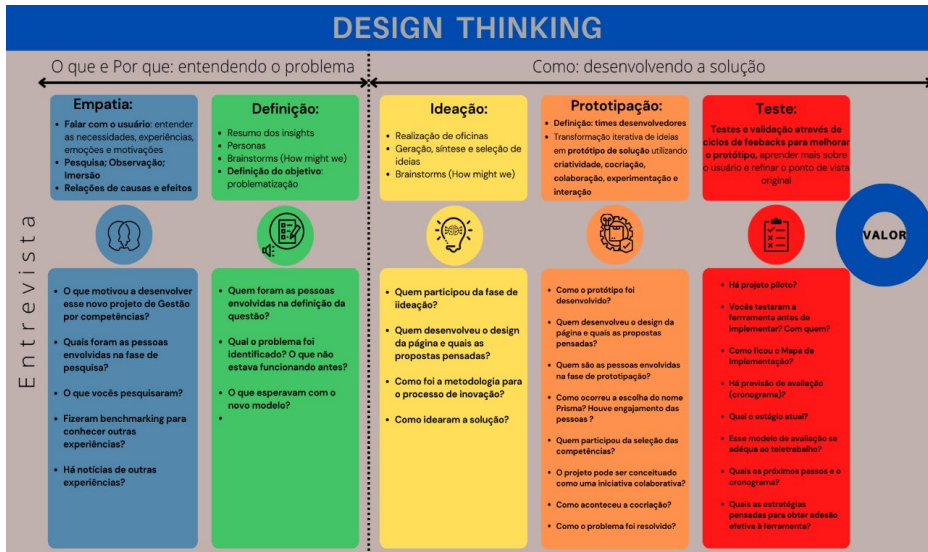 DESIGN THINKING
O que e Por que: entendendo o problema
Como: desenvolvendo a solução
Empatia:
• Falar com o usuário: entender
as necessidades, experiências,
emoções e motivações
• Pesquisa; Observação;
Imersão
• Relações de causas e efeitos
Definição:
• Resumo dos insights
• Personas
• Brainstorms (How might we)
• Definição do objetivo:
problematização
Ideação:
• Realização de oficinas
• Geração, síntese e seleção de
ideias
• Brainstorms (How might we)
Prototipação:
• Definição: times desenvolvedores
• Transformação iterativa de ideias
em protótipo de solução utilizando
criatividade, cocriação,
colaboração, experimentação e
interação
Teste:
Testes e validação através de
ciclos de feebacks para melhorar
o protótipo, aprender mais sobre
o usuário e refinar o ponto de vista
original
VALOR
Entrevista
• O que motivou a desenvolver
esse novo projeto de Gestão
por competências?
• Quais foram as pessoas
envolvidas na fase de
pesquisa?
• O que vocês pesquisaram?
• Fizeram benchmarking para
conhecer outras
experiências?
• Há notícias de outras
experiências?
• Quem foram as pessoas
envolvidas na definição da
questão?
• Qual o problema foi
identificado? O que não
estava funcionando antes?
• O que esperavam com o
novo modelo?
•
• Quem participou da fase de
iideação?
• Quem desenvolveu o design
da página e quais as
propostas pensadas?
• Como foi a metodologia para
o processo de inovação?
• Como idearam a solução?
• Como o protótipo foi
desenvolvido?
• Quem desenvolveu o design da
página e quais as propostas
pensadas?
• Quem são as pessoas envolvidas
na fase de prototipação?
• Como ocorreu a escolha do nome
Prisma? Houve engajamento das
pessoas ?
• Quem participou da seleção das
competências?
• O projeto pode ser conceituado
como uma iniciativa colaborativa?
• Como aconteceu a cocriação?
• Como o problema foi resolvido?
• Há projeto piloto?
• Vocês testaram a
ferrramenta antes de
implementar? Com quem?
• Como ficou o Mapa de
Implementação?
• Há previsão de avaliação
(cronograma)?
• Qual o estágio atual?
• Esse modelo de avaliação se
adéqua ao teletrabalho?
• Quais os próximos passos e o
cronograma?
• Quais as estratégias
pensadas para obter adesão
efetiva à ferramenta?